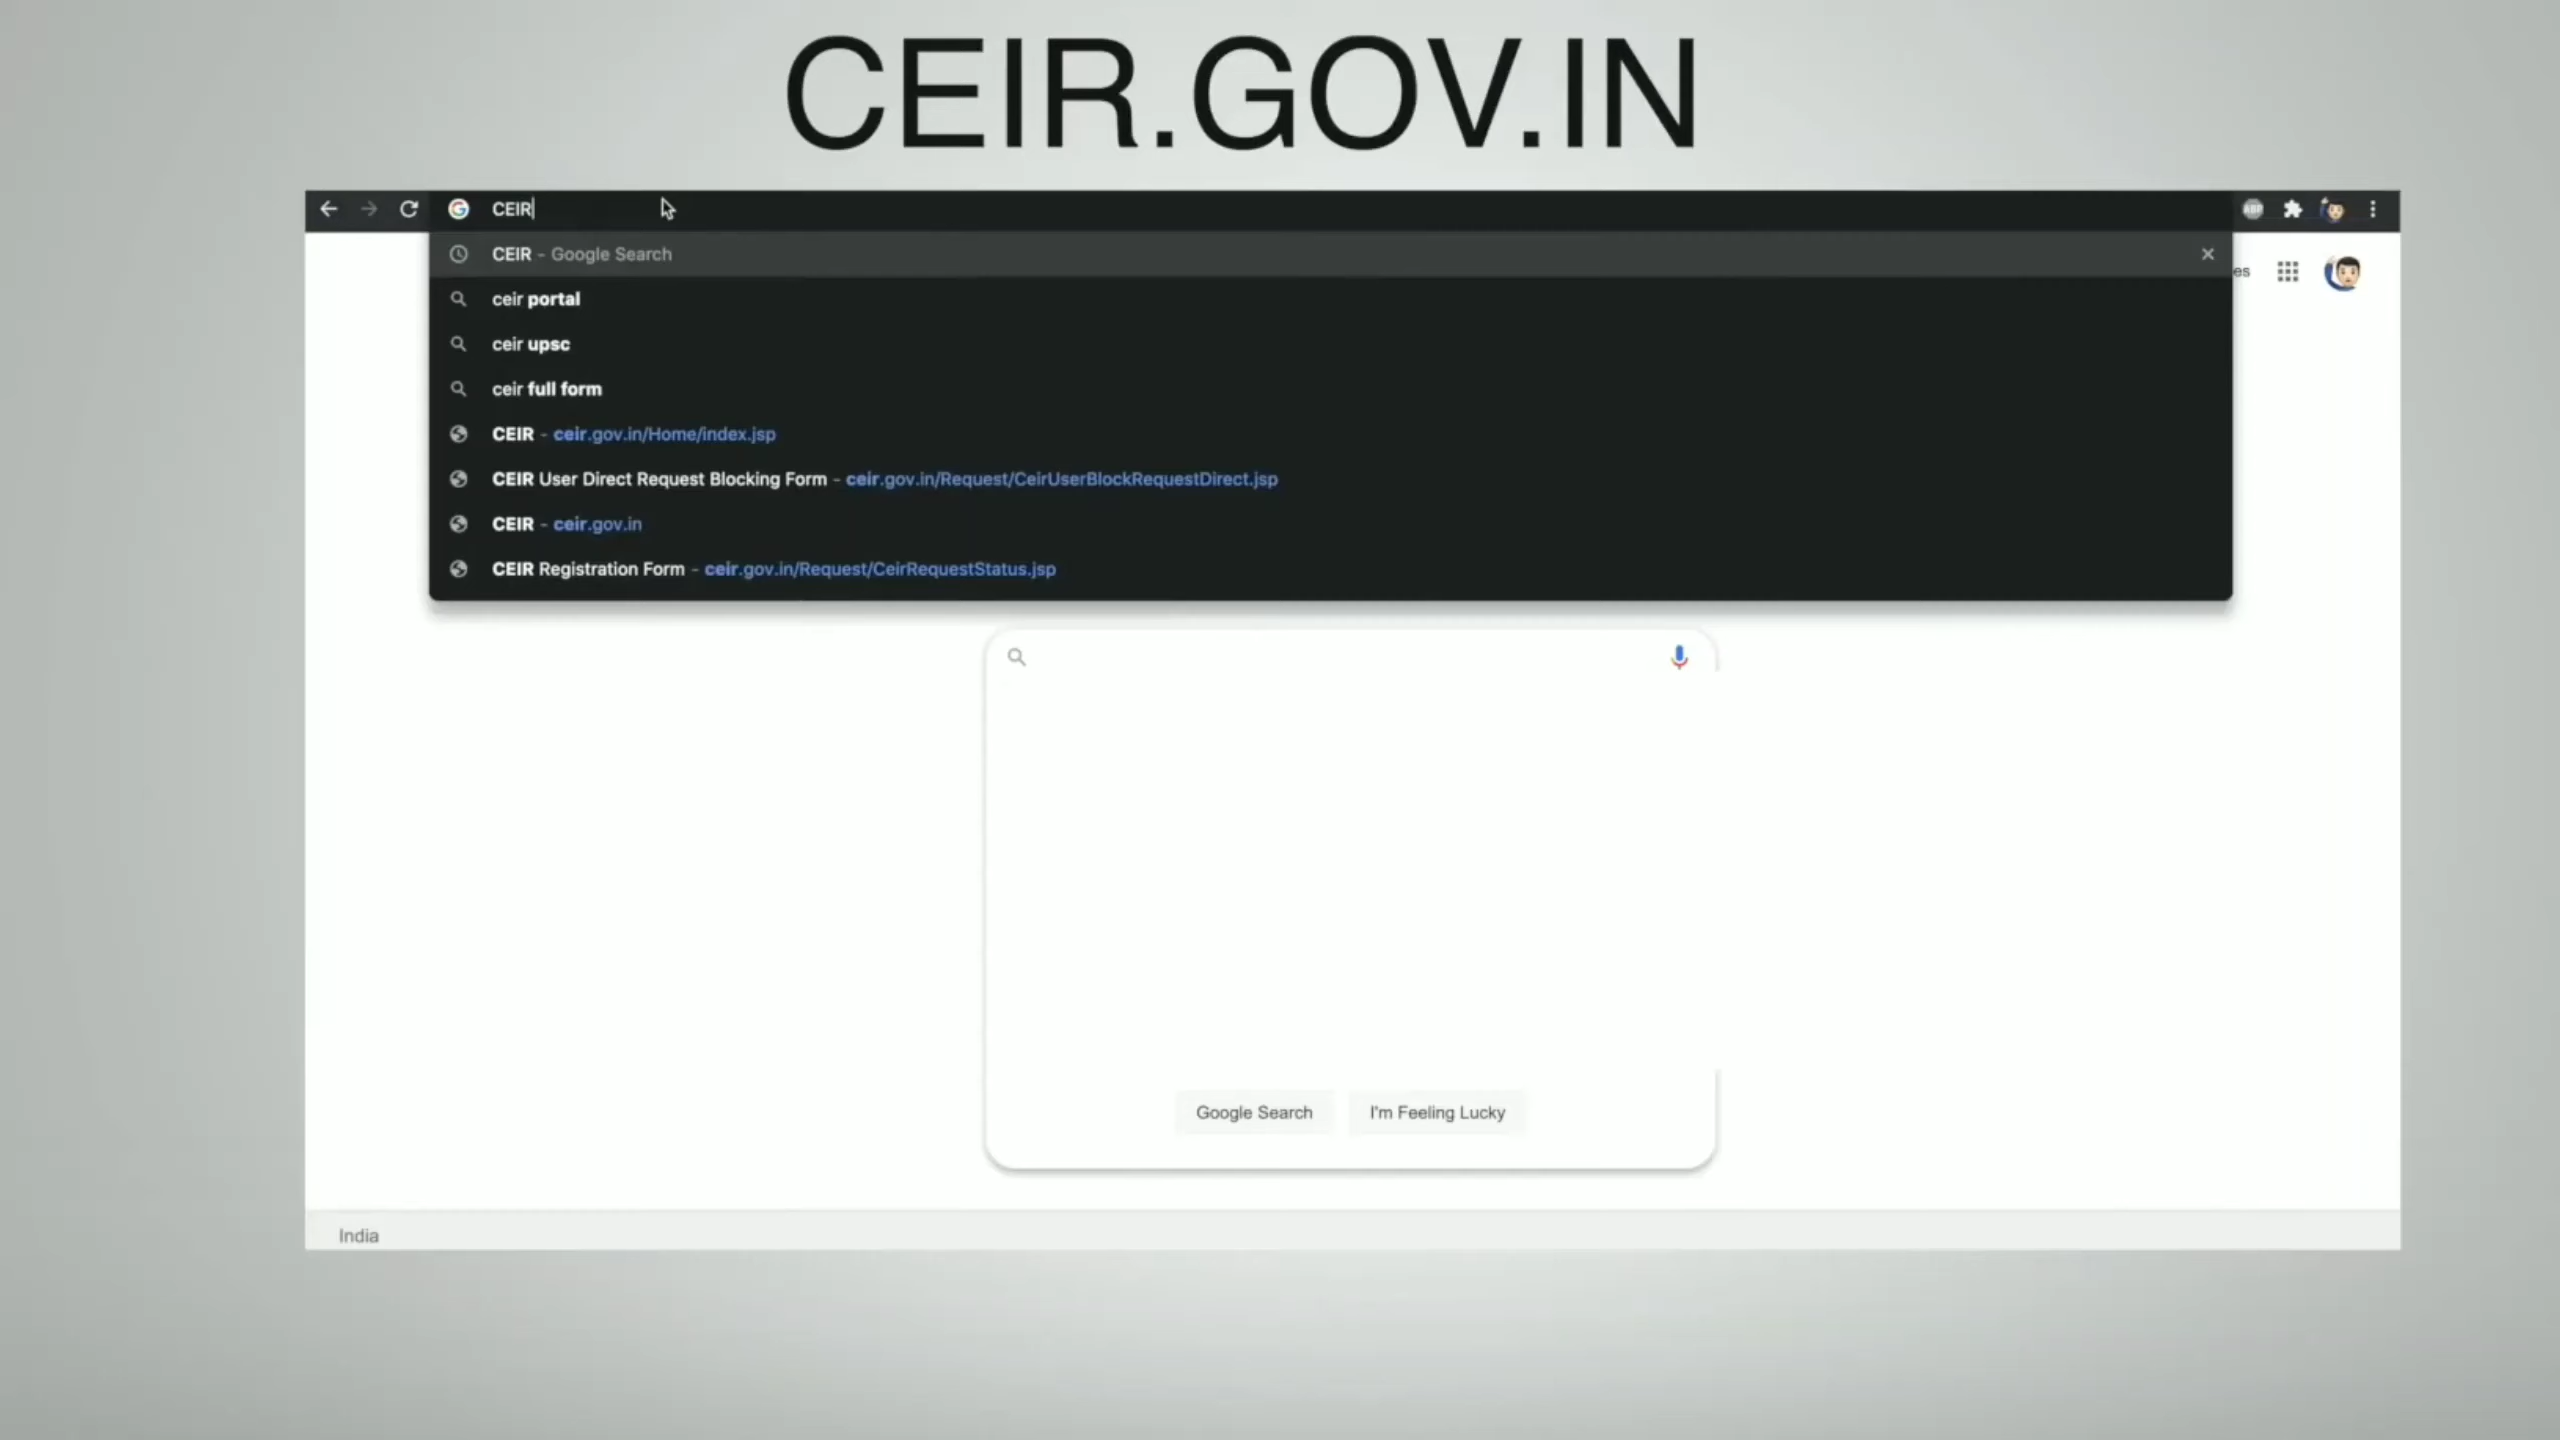 CEIR.GOV.IN
CEIR
CEIR - Google Search
ceir portal
ceir upsc
ceir full form
CEIR - ceir.gov.in/Home/index.jsp
CEIR User Direct Request Blocking Form - ceir.gov.in/Request/CeirUserBlockRequestDirect.jsp
CEIR - ceir.gov.in
CEIR Registration Form - ceir.gov.in/Request/CeirRequestStatus.jsp
ABP
es
Google Search
I'm Feeling Lucky
India